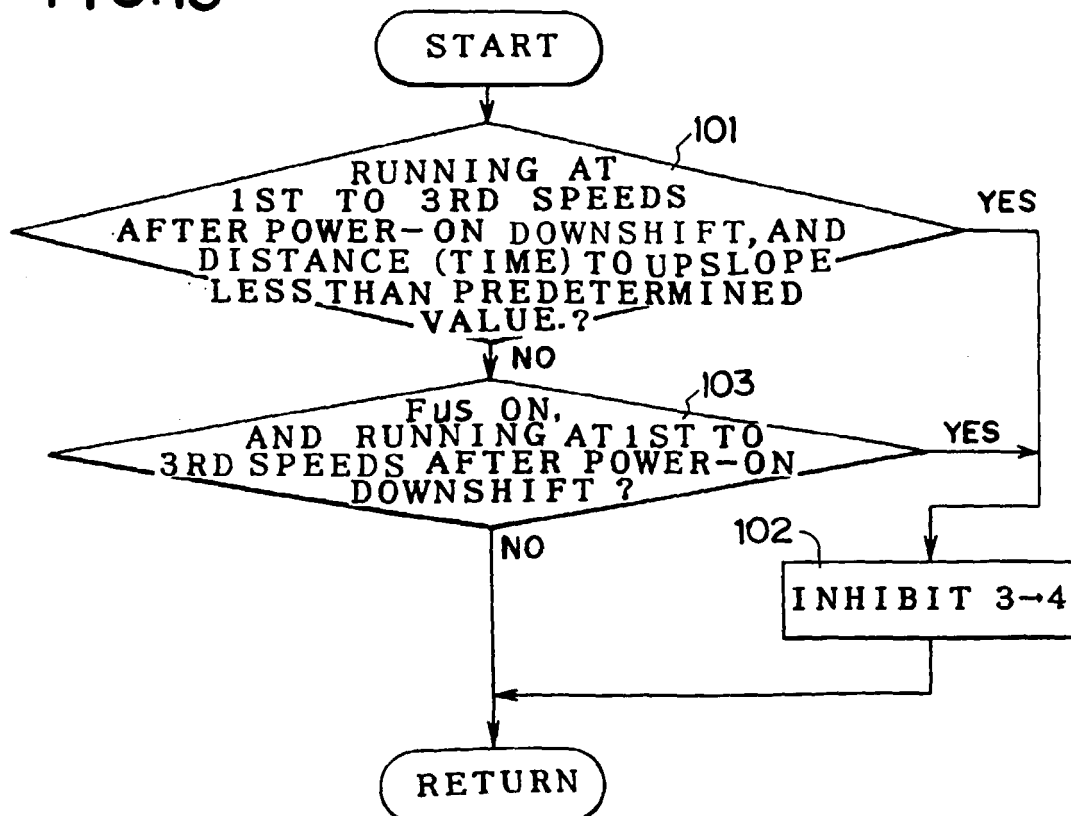 START
101
RUNNING AT
1ST TO 3RD SPEEDS
AFTER POWER-ON DOWNSHIFT, AND
DISTANCE (TIME) TO UPSLOPE
LESS THAN PREDETERMINED
VALUE.?
YES
NO
103
FUS ON,
AND RUNNING AT 1ST TO
3RD SPEEDS AFTER POWER-ON
DOWNSHIFT ?
YES
NO
102
INHIBIT 3→4
RETURN